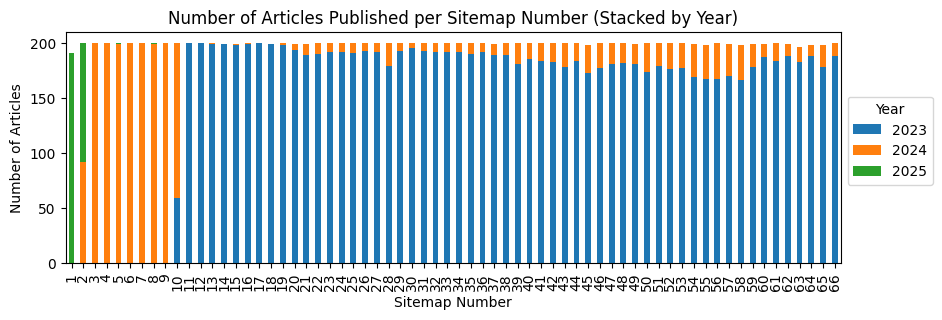 Number of Articles Published per Sitemap Number (Stacked by Year)
Number of Articles
200
150
100
50
0
1 2 3 4 5 6 7 8 9 10 11 12 13 14 15 16 17 18 19 20 21 22 23 24 25 26 27 28 29 30 31 32 33 34 35 36 37 38 39 40 41 42 43 44 45 46 47 48 49 50 51 52 53 54 55 56 57 58 59 60 61 62 63 64 65 66
Sitemap Number
Year
2023
2024
2025